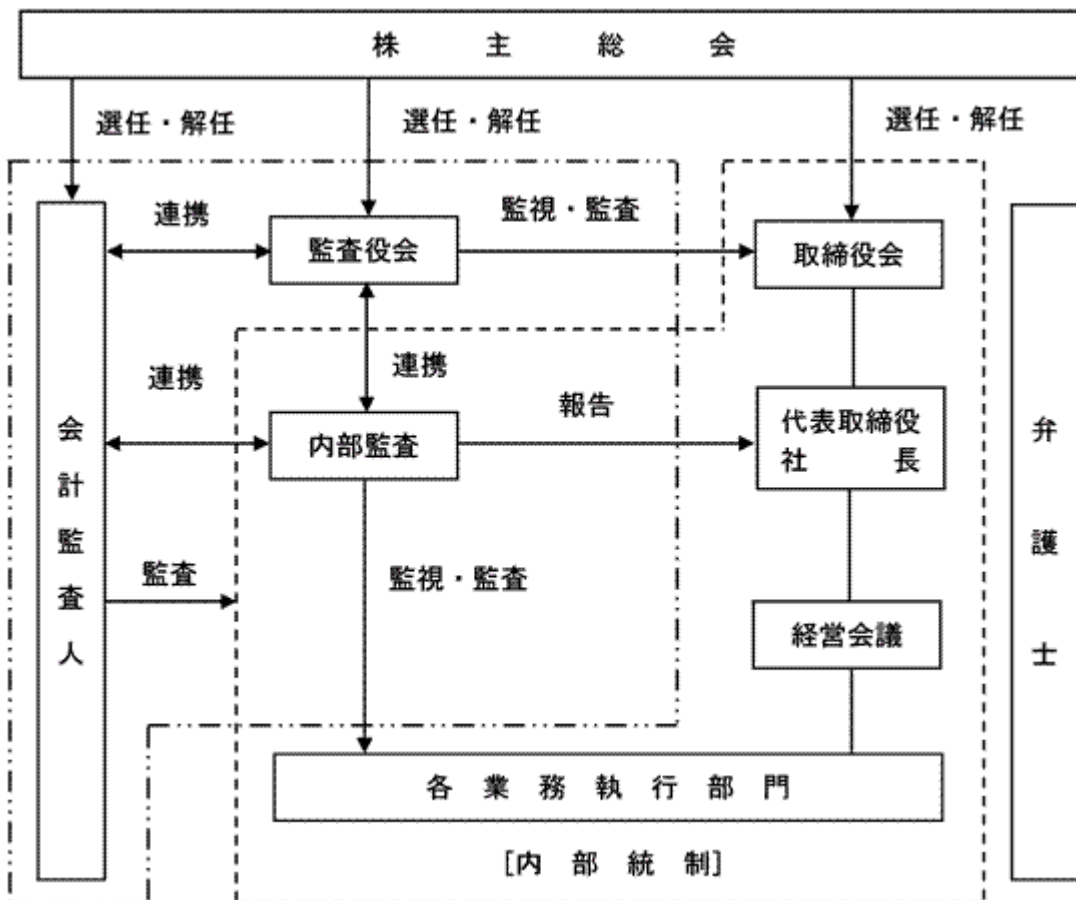 株主総会
選任・解任
選任・解任
選任・解任
連携
監視・監査
監査役会
取締役会
連携
連携
報告
内部監査
代表取締役
社長
会計監査人
弁護士
監査
監視・監査
経営会議
各業務執行部門
[内部統制]